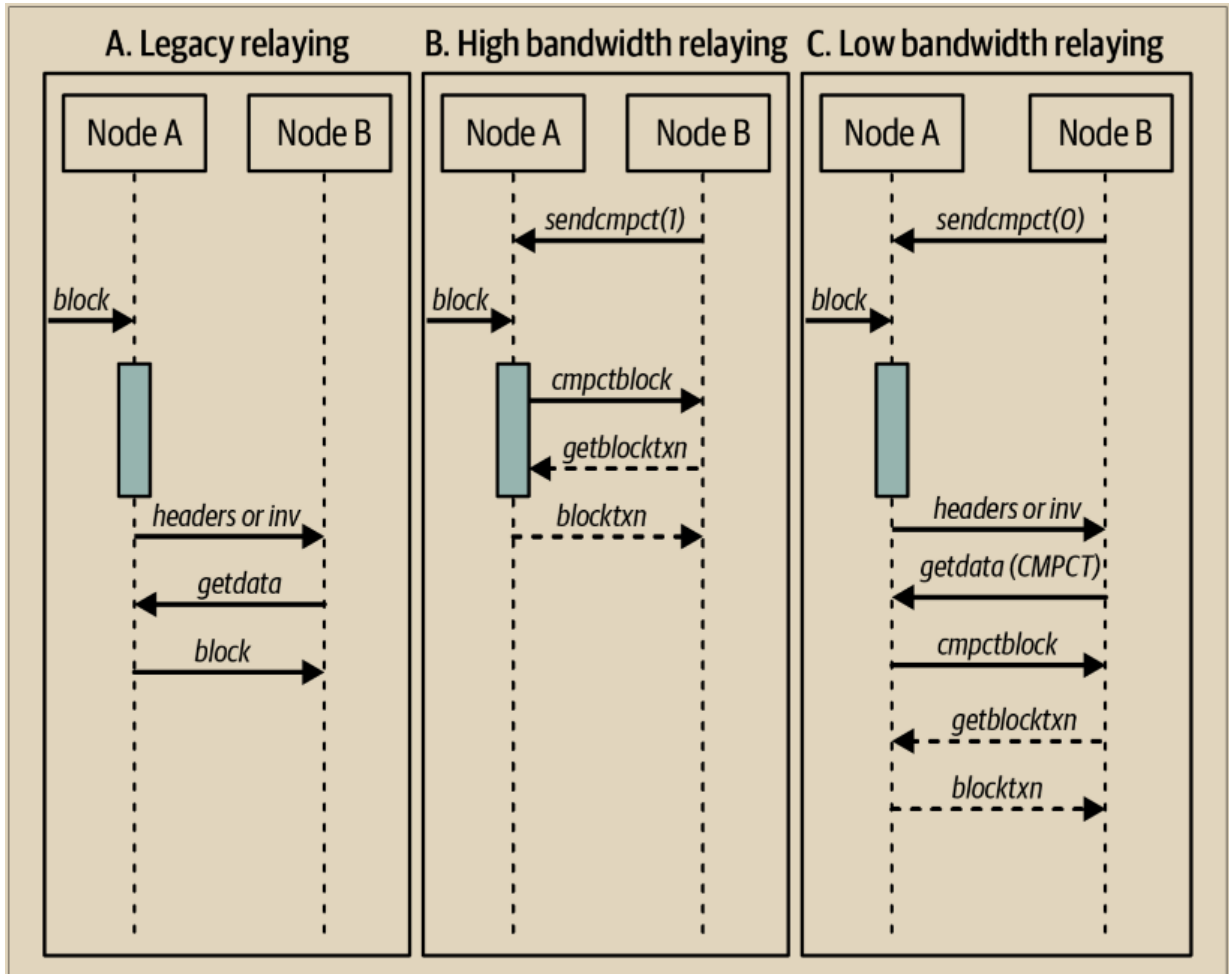 A. Legacy relaying
Node A
Node B
block
headers or inv
getdata
block
B. High bandwidth relaying
Node A
Node B
sendcmpct(1)
block
cmpctblock
getblocktxn
blocktxn
C. Low bandwidth relaying
Node A
Node B
sendcmpct(0)
block
headers or inv
getdata (CMPCT)
cmpctblock
getblocktxn
blocktxn